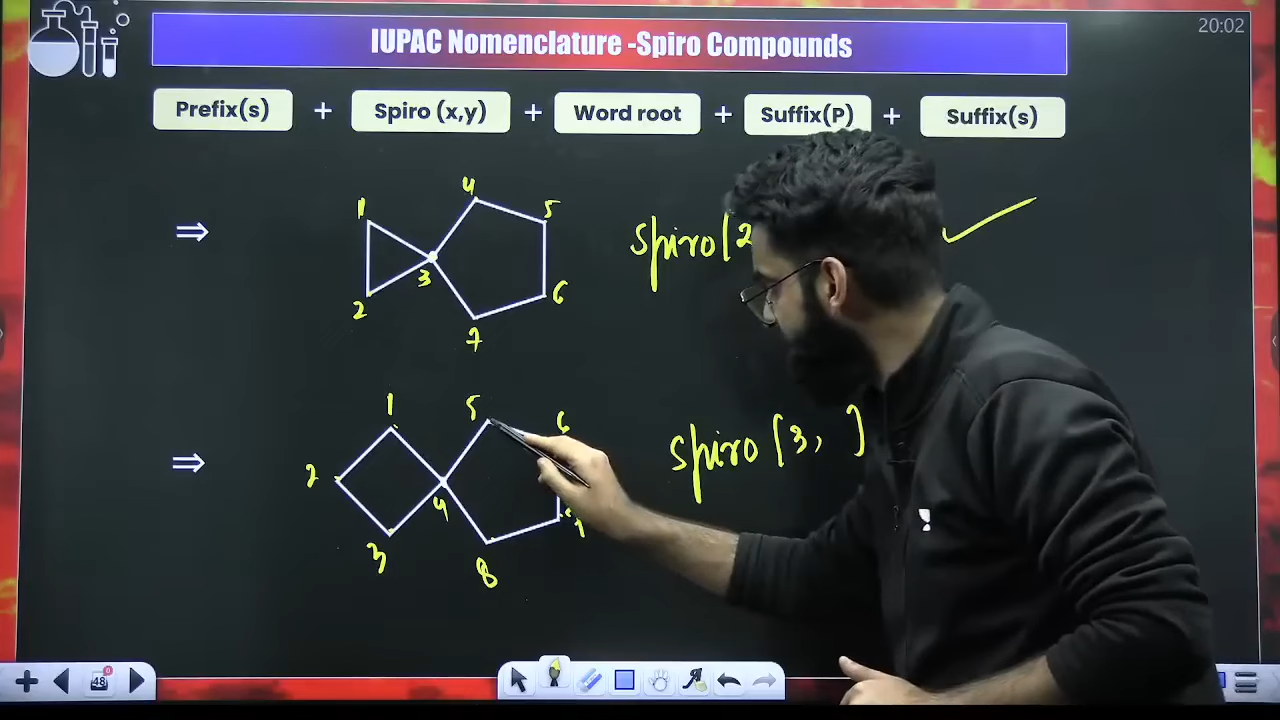 20:02
IUPAC Nomenclature -Spiro Compounds
Prefix(s) + Spiro (x,y) + Word root + Suffix(P) + Suffix(s)
⇒ 1 2 3 4 5 6 7 spiro[2
⇒ 1 2 3 4 5 6 7 8 spiro[3, ]
48